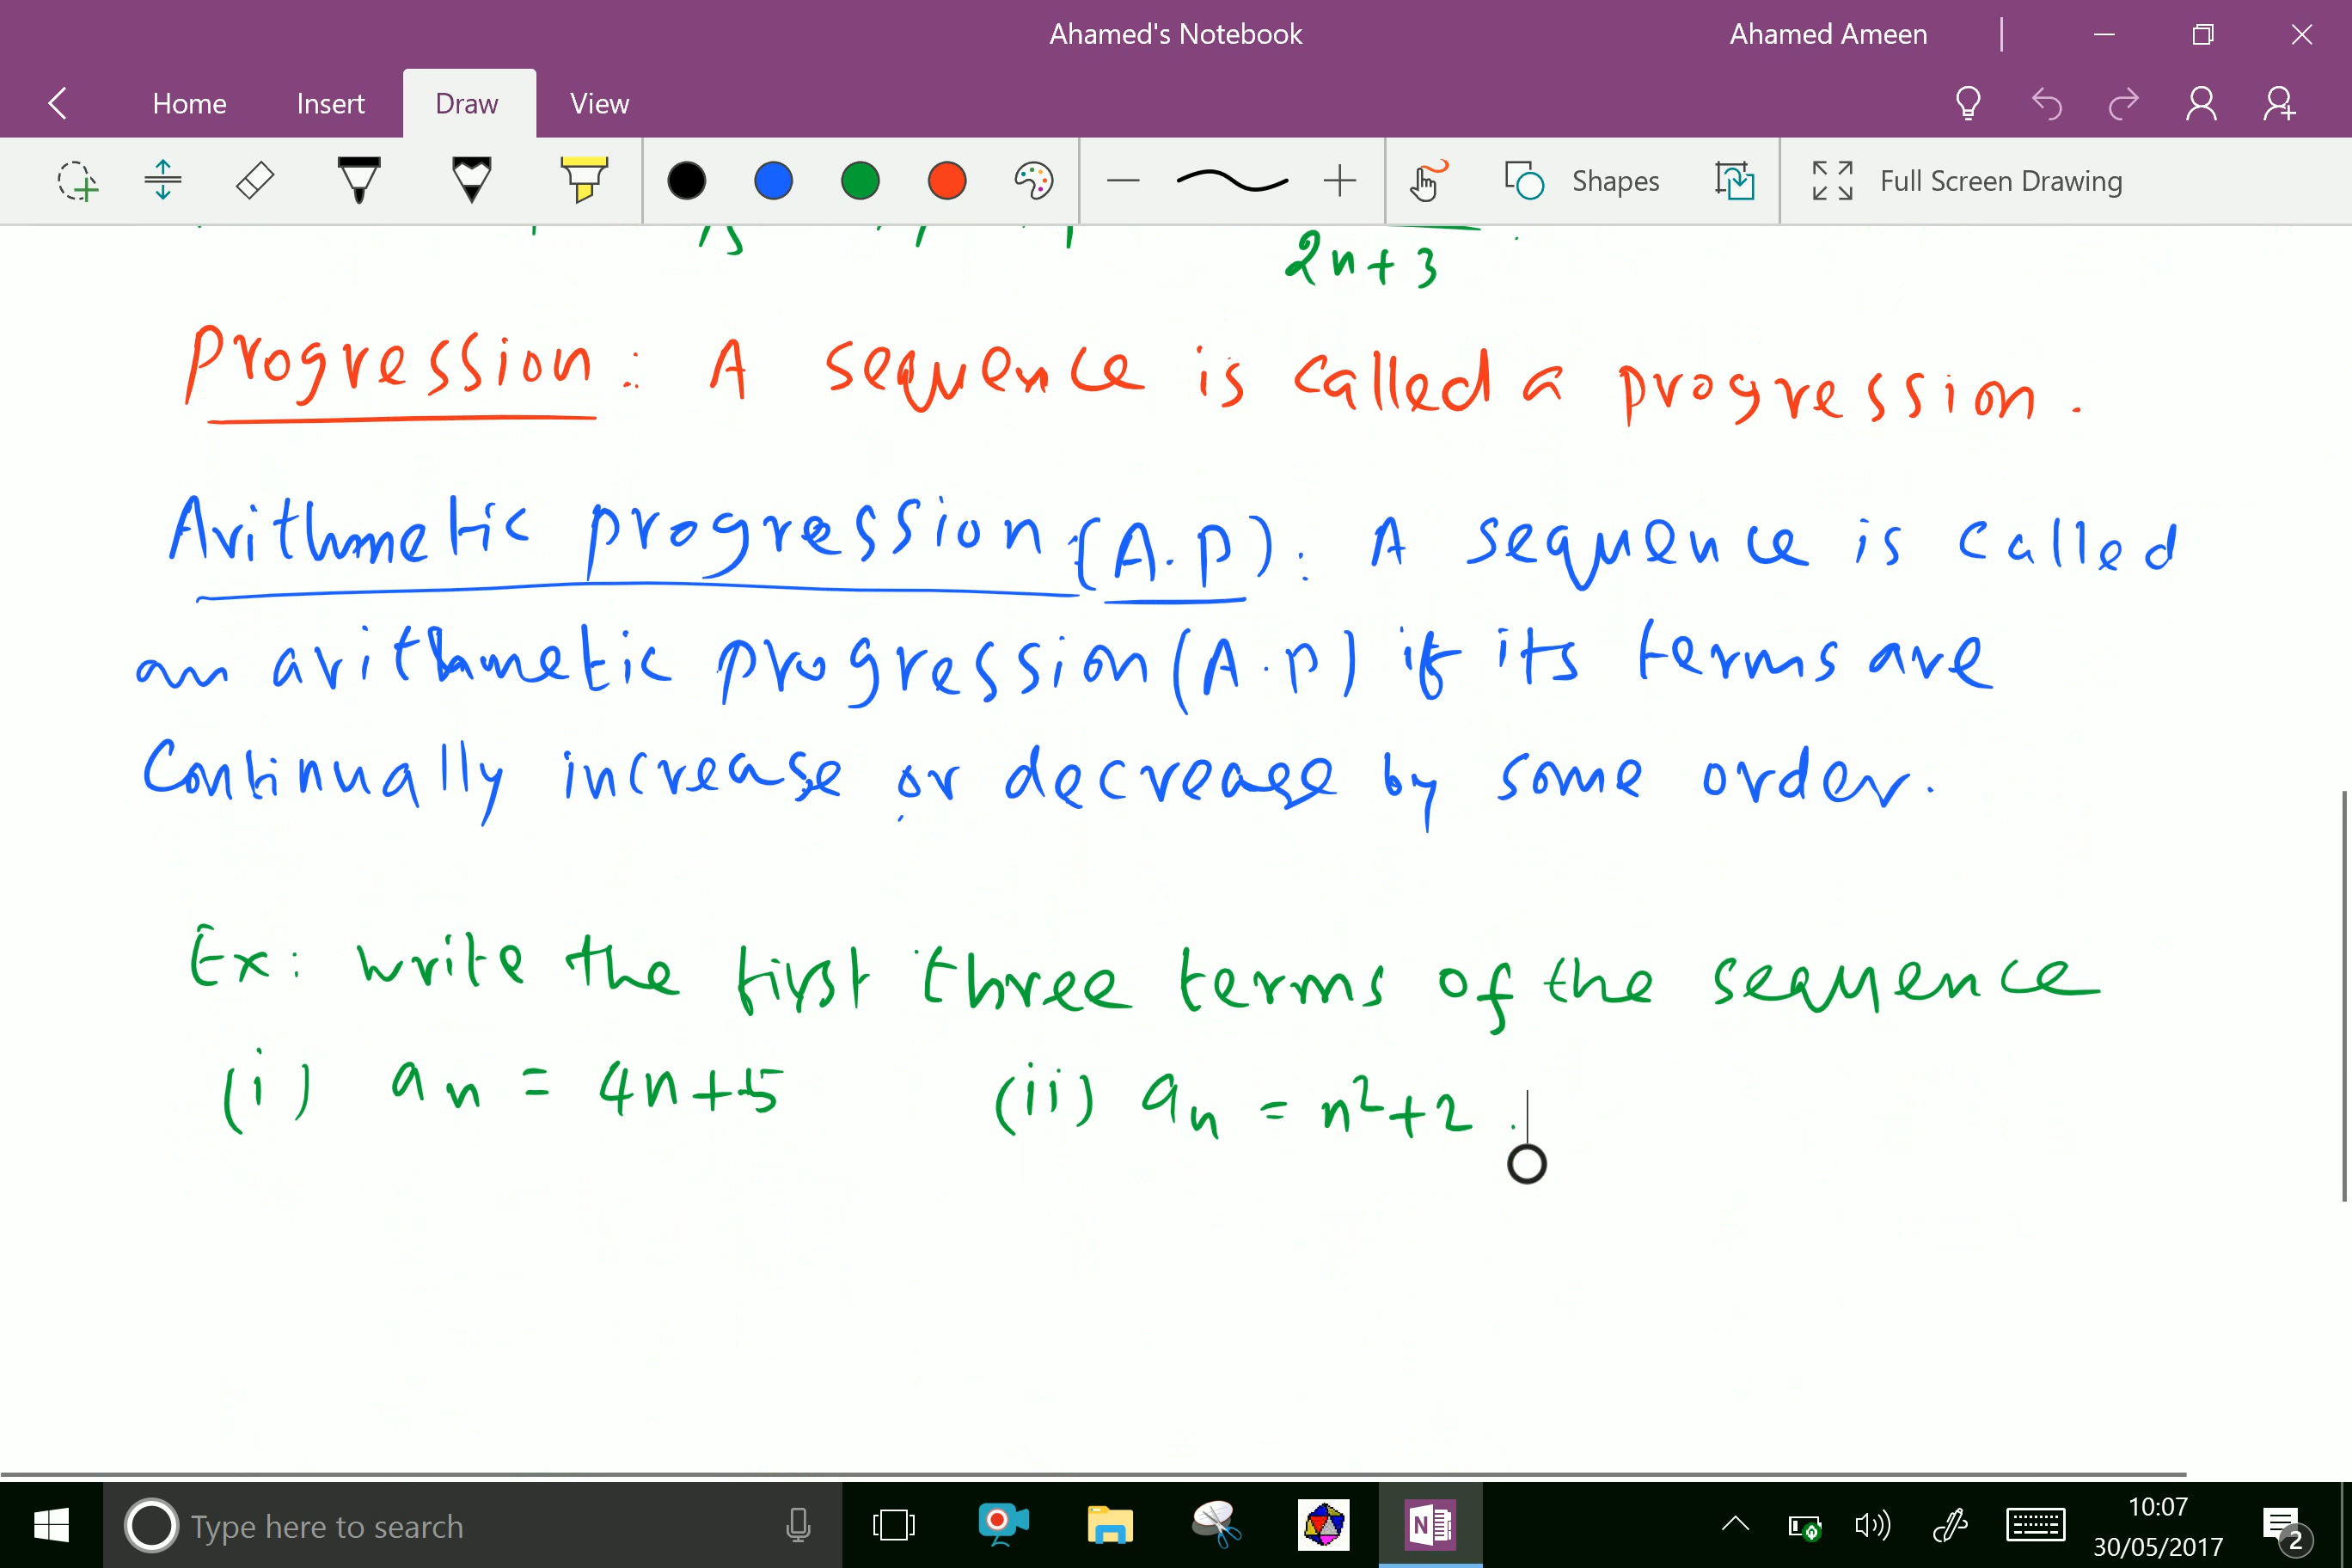 Ahamed's Notebook
Ahamed Ameen
Home Insert Draw View
Shapes Full Screen Drawing
2n+3
Progression: A sequence is called a progression.
Arithmetic progression (A.P): A sequence is called
an arithmetic progression (A.P) if its terms are
Continually increase or decrease by some order.
Ex: write the first three terms of the sequence
(i) aₙ = 4n+5 (ii) aₙ = n²+2.
Type here to search
N
10:07
30/05/2017
2